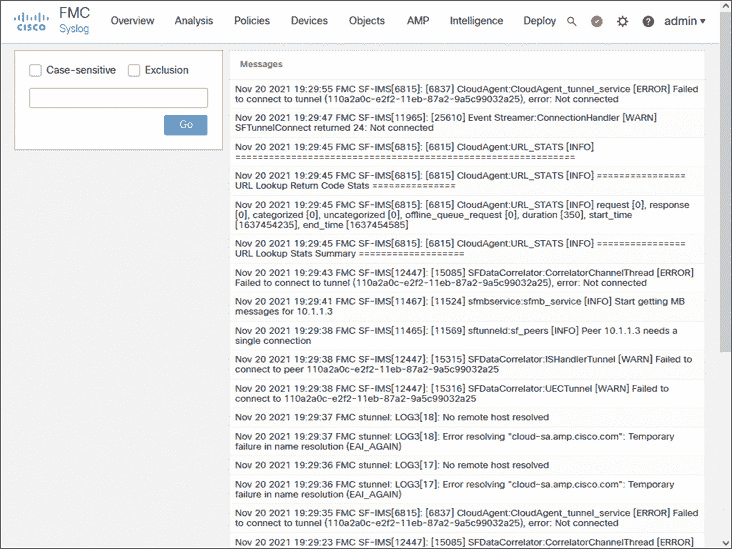 CISCO
FMC
Syslog
Overview
Analysis
Policies
Devices
Objects
AMP
Intelligence
Deploy
admin
Case-sensitive
Exclusion
Go
Messages
Nov 20 2021 19:29:55 FMC SF-IMS[6815]: [6837] CloudAgent:CloudAgent_tunnel_service [ERROR] Failed
to connect to tunnel (110a2a0c-e2f2-11eb-87a2-9a5c99032a25), error: Not connected
Nov 20 2021 19:29:47 FMC SF-IMS[11965]: [25610] Event Streamer:ConnectionHandler [WARN]
SFTunnelConnect returned 24: Not connected
Nov 20 2021 19:29:45 FMC SF-IMS[6815]: [6815] CloudAgent:URL_STATS [INFO]
=============================================================
Nov 20 2021 19:29:45 FMC SF-IMS[6815]: [6815] CloudAgent:URL_STATS [INFO] ================
URL Lookup Return Code Stats ===============
Nov 20 2021 19:29:45 FMC SF-IMS[6815]: [6815] CloudAgent:URL_STATS [INFO] request [0], response
[0], categorized [0], uncategorized [0], offline_queue_request [0], duration [350], start_time
[1637454235], end_time [1637454585]
Nov 20 2021 19:29:45 FMC SF-IMS[6815]: [6815] CloudAgent:URL_STATS [INFO] ================
URL Lookup Stats Summary ===================
Nov 20 2021 19:29:43 FMC SF-IMS[12447]: [15085] SFDataCorrelator:CorrelatorChannelThread [ERROR]
Failed to connect to tunnel (110a2a0c-e2f2-11eb-87a2-9a5c99032a25), error: Not connected
Nov 20 2021 19:29:41 FMC SF-IMS[11467]: [11524] sfmbservice:sfmb_service [INFO] Start getting MB
messages for 10.1.1.3
Nov 20 2021 19:29:38 FMC SF-IMS[11465]: [11569] sftunneld:sf_peers [INFO] Peer 10.1.1.3 needs a
single connection
Nov 20 2021 19:29:38 FMC SF-IMS[12447]: [15315] SFDataCorrelator:ISHandlerTunnel [WARN] Failed to
connect to peer 110a2a0c-e2f2-11eb-87a2-9a5c99032a25
Nov 20 2021 19:29:38 FMC SF-IMS[12447]: [15316] SFDataCorrelator:UECTunnel [WARN] Failed to
connect to 110a2a0c-e2f2-11eb-87a2-9a5c99032a25
Nov 20 2021 19:29:37 FMC stunnel: LOG3[18]: No remote host resolved
Nov 20 2021 19:29:37 FMC stunnel: LOG3[18]: Error resolving "cloud-sa.amp.cisco.com": Temporary
failure in name resolution (EAI_AGAIN)
Nov 20 2021 19:29:36 FMC stunnel: LOG3[17]: No remote host resolved
Nov 20 2021 19:29:36 FMC stunnel: LOG3[17]: Error resolving "cloud-sa.amp.cisco.com": Temporary
failure in name resolution (EAI_AGAIN)
Nov 20 2021 19:29:35 FMC SF-IMS[6815]: [6837] CloudAgent:CloudAgent_tunnel_service [ERROR] Failed
to connect to tunnel (110a2a0c-e2f2-11eb-87a2-9a5c99032a25), error: Not connected
Nov 20 2021 19:29:23 FMC SF-IMS[12447]: [15085] SFDataCorrelator:CorrelatorChannelThread [ERROR]